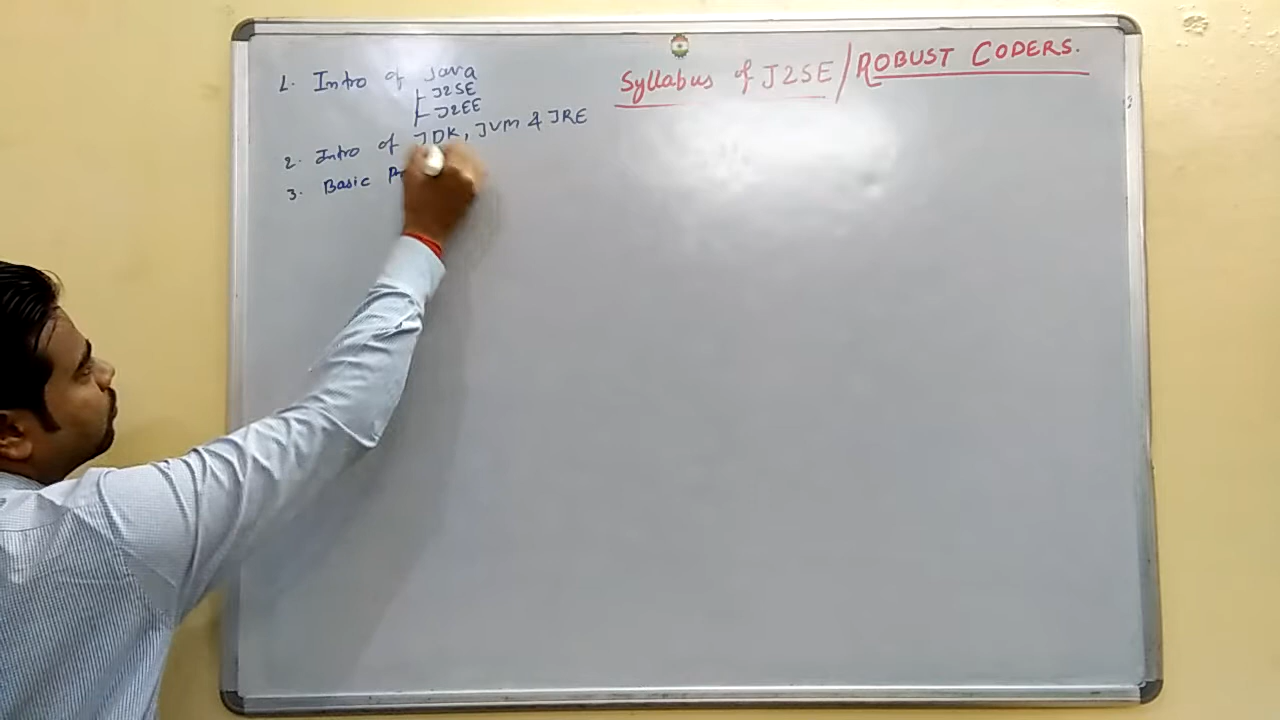 Syllabus of J2SE / ROBUST CODERS.
1. Intro of Java
J2SE
J2EE
2. Intro of JDK, JVM & JRE
3. Basic